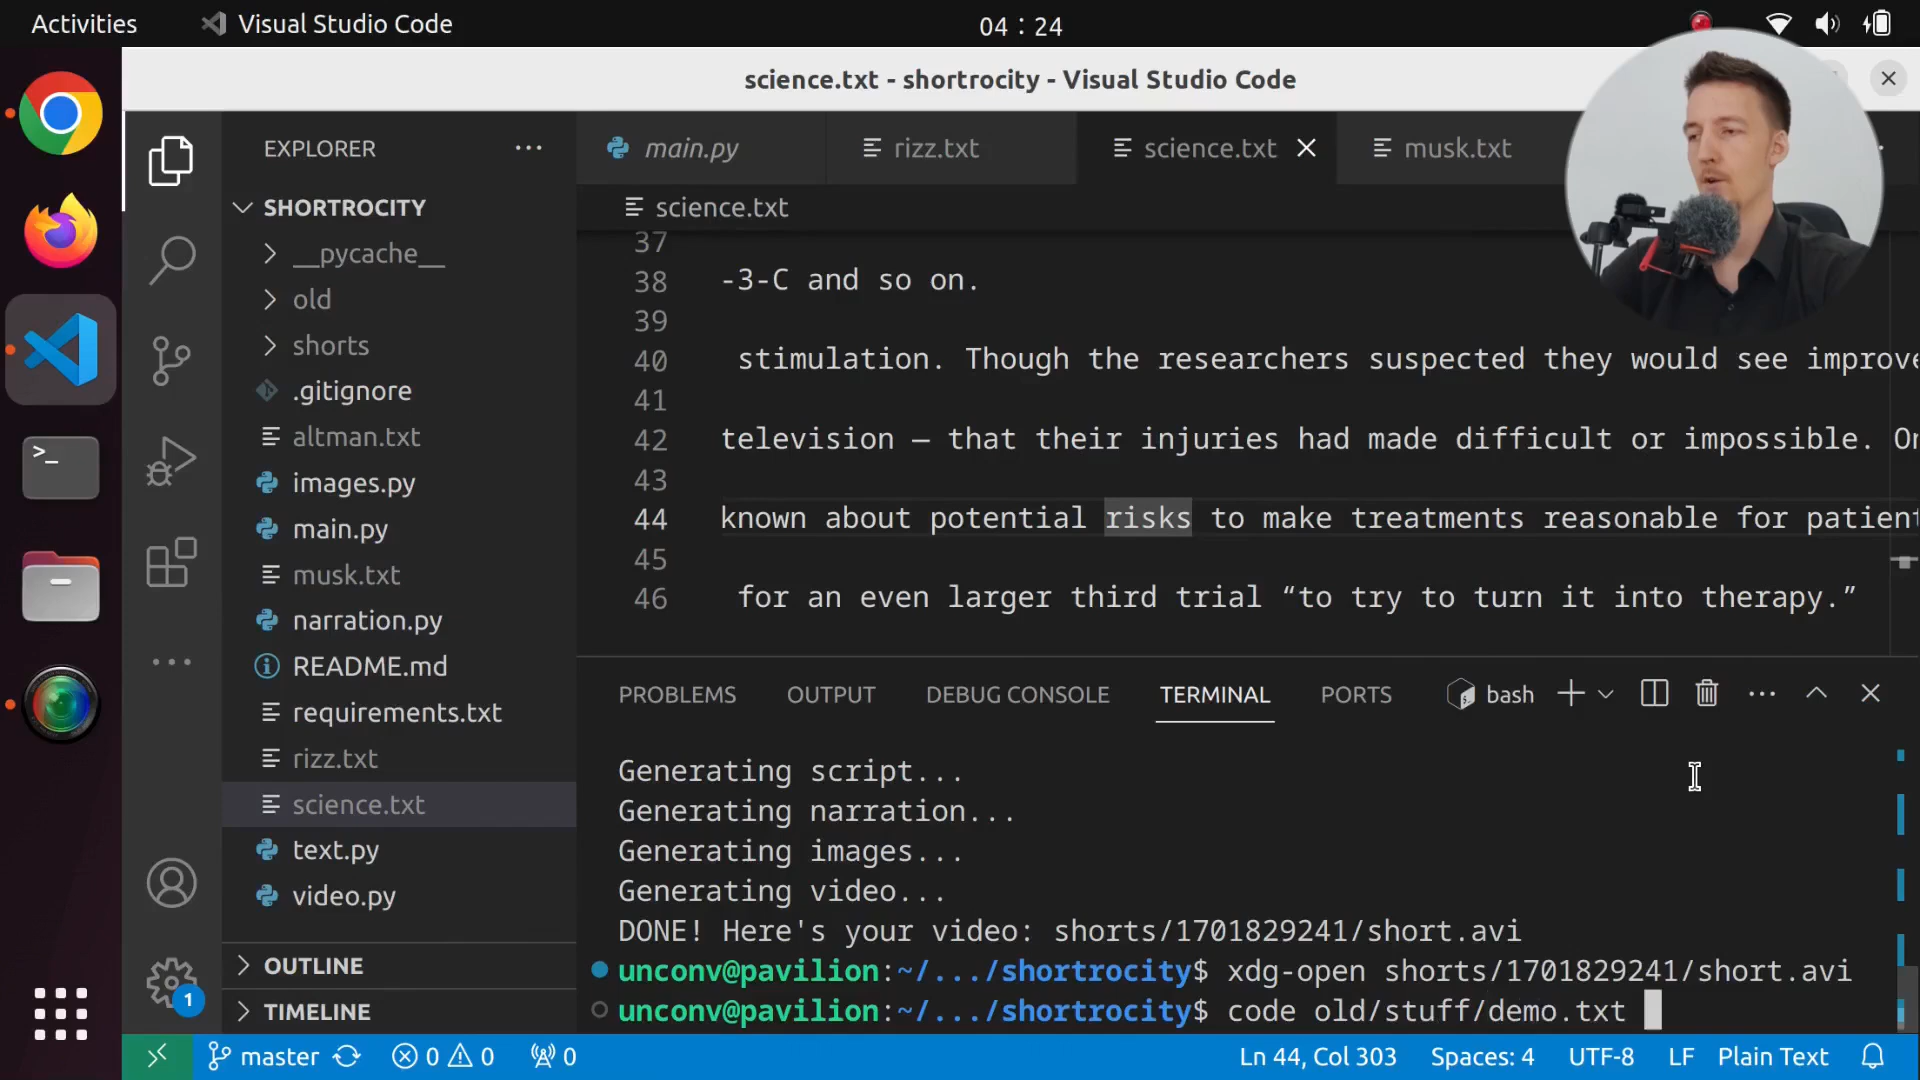 Activities
Visual Studio Code
04 : 24
science.txt - shortrocity - Visual Studio Code
EXPLORER
SHORTROCITY
__pycache__
old
shorts
.gitignore
altman.txt
images.py
main.py
musk.txt
narration.py
README.md
requirements.txt
rizz.txt
science.txt
text.py
video.py
OUTLINE
TIMELINE
1
main.py
rizz.txt
science.txt
musk.txt
science.txt
37
38 -3-C and so on.
39
40 stimulation. Though the researchers suspected they would see improve
41
42 television — that their injuries had made difficult or impossible. On
43
44 known about potential risks to make treatments reasonable for patient
45
46 for an even larger third trial “to try to turn it into therapy.”
PROBLEMS OUTPUT DEBUG CONSOLE TERMINAL PORTS bash
Generating script...
Generating narration...
Generating images...
Generating video...
DONE! Here's your video: shorts/1701829241/short.avi
unconv@pavilion:~/.../shortrocity$ xdg-open shorts/1701829241/short.avi
unconv@pavilion:~/.../shortrocity$ code old/stuff/demo.txt
master 0 0 0 Ln 44, Col 303 Spaces: 4 UTF-8 LF Plain Text